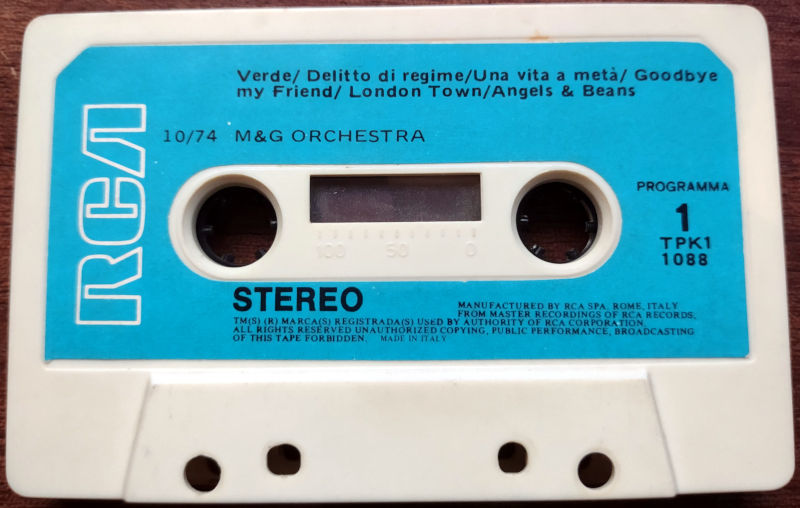 Verde/ Delitto di regime/Una vita a metà/ Goodbye
my Friend/ London Town/Angels & Beans
10/74 M&G ORCHESTRA
RCA
PROGRAMMA
1
TPK1
1088
100 50 0
STEREO
MANUFACTURED BY RCA SPA, ROME, ITALY
FROM MASTER RECORDINGS OF RCA RECORDS,
TM(S) (R) MARCA(S) REGISTRADA(S) USED BY AUTHORITY OF RCA CORPORATION.
ALL RIGHTS RESERVED UNAUTHORIZED COPYING, PUBLIC PERFORMANCE, BROADCASTING
OF THIS TAPE FORBIDDEN. MADE IN ITALY